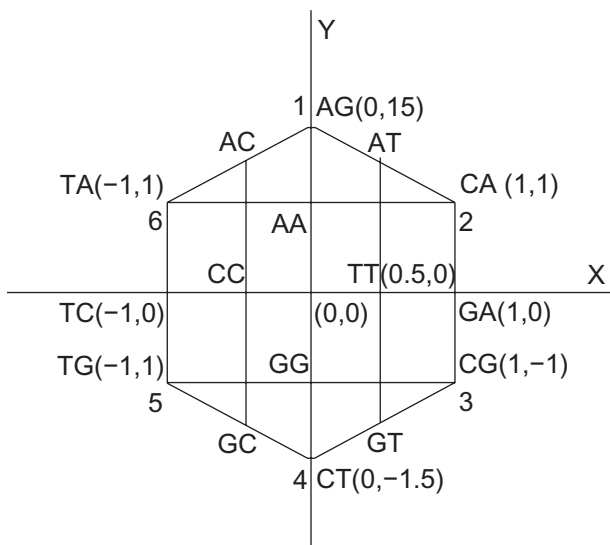 Y
1 AG(0,15)
AC AT
TA(−1,1) CA (1,1)
6 AA 2
CC TT(0.5,0) X
TC(−1,0) (0,0) GA(1,0)
TG(−1,1) GG CG(1,−1)
5 3
GC GT
4 CT(0,−1.5)